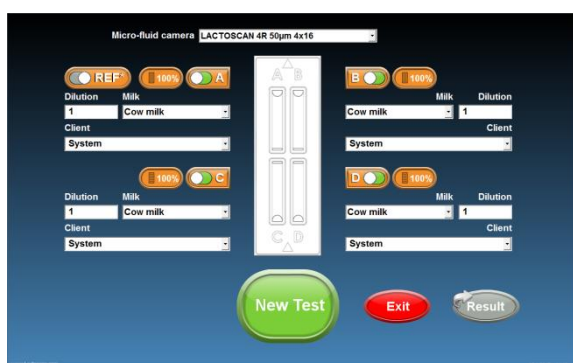 Micro-fluid camera LACTOSCAN 4R 50µm 4x16
REF* 100% A
Dilution Milk
1 Cow milk
Client
System
A B
B 100%
Milk Dilution
Cow milk 1
Client
System
100% C
Dilution Milk
1 Cow milk
Client
System
C D
D 100%
Milk Dilution
Cow milk 1
Client
System
New Test
Exit
Result